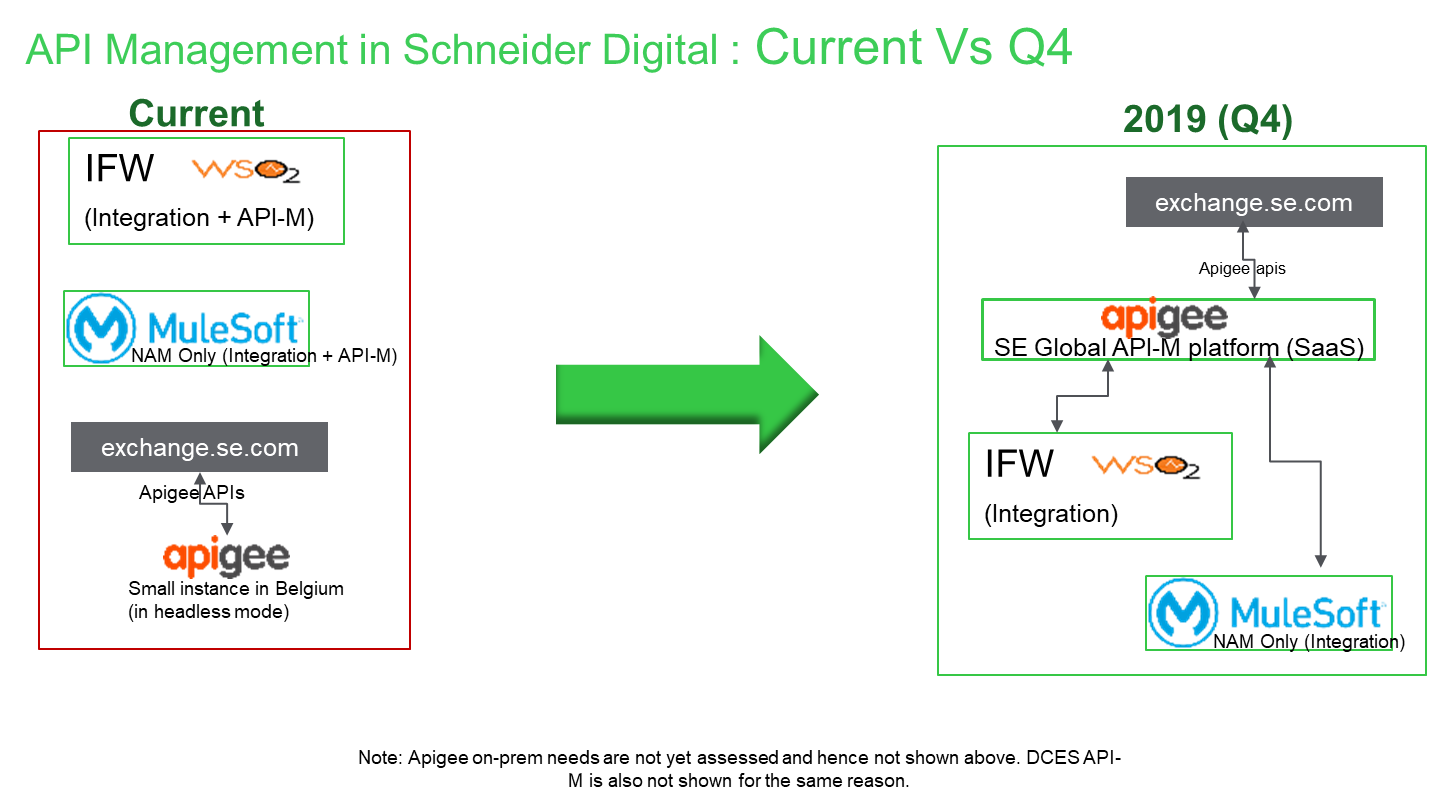 API Management in Schneider Digital : Current Vs Q4
Current
IFW WSO2
(Integration + API-M)
MuleSoft
NAM Only (Integration + API-M)
exchange.se.com
Apigee APIs
apigee
Small instance in Belgium
(in headless mode)
2019 (Q4)
exchange.se.com
Apigee apis
apigee
SE Global API-M platform (SaaS)
IFW WSO2
(Integration)
MuleSoft
NAM Only (Integration)
Note: Apigee on-prem needs are not yet assessed and hence not shown above. DCES API-
M is also not shown for the same reason.